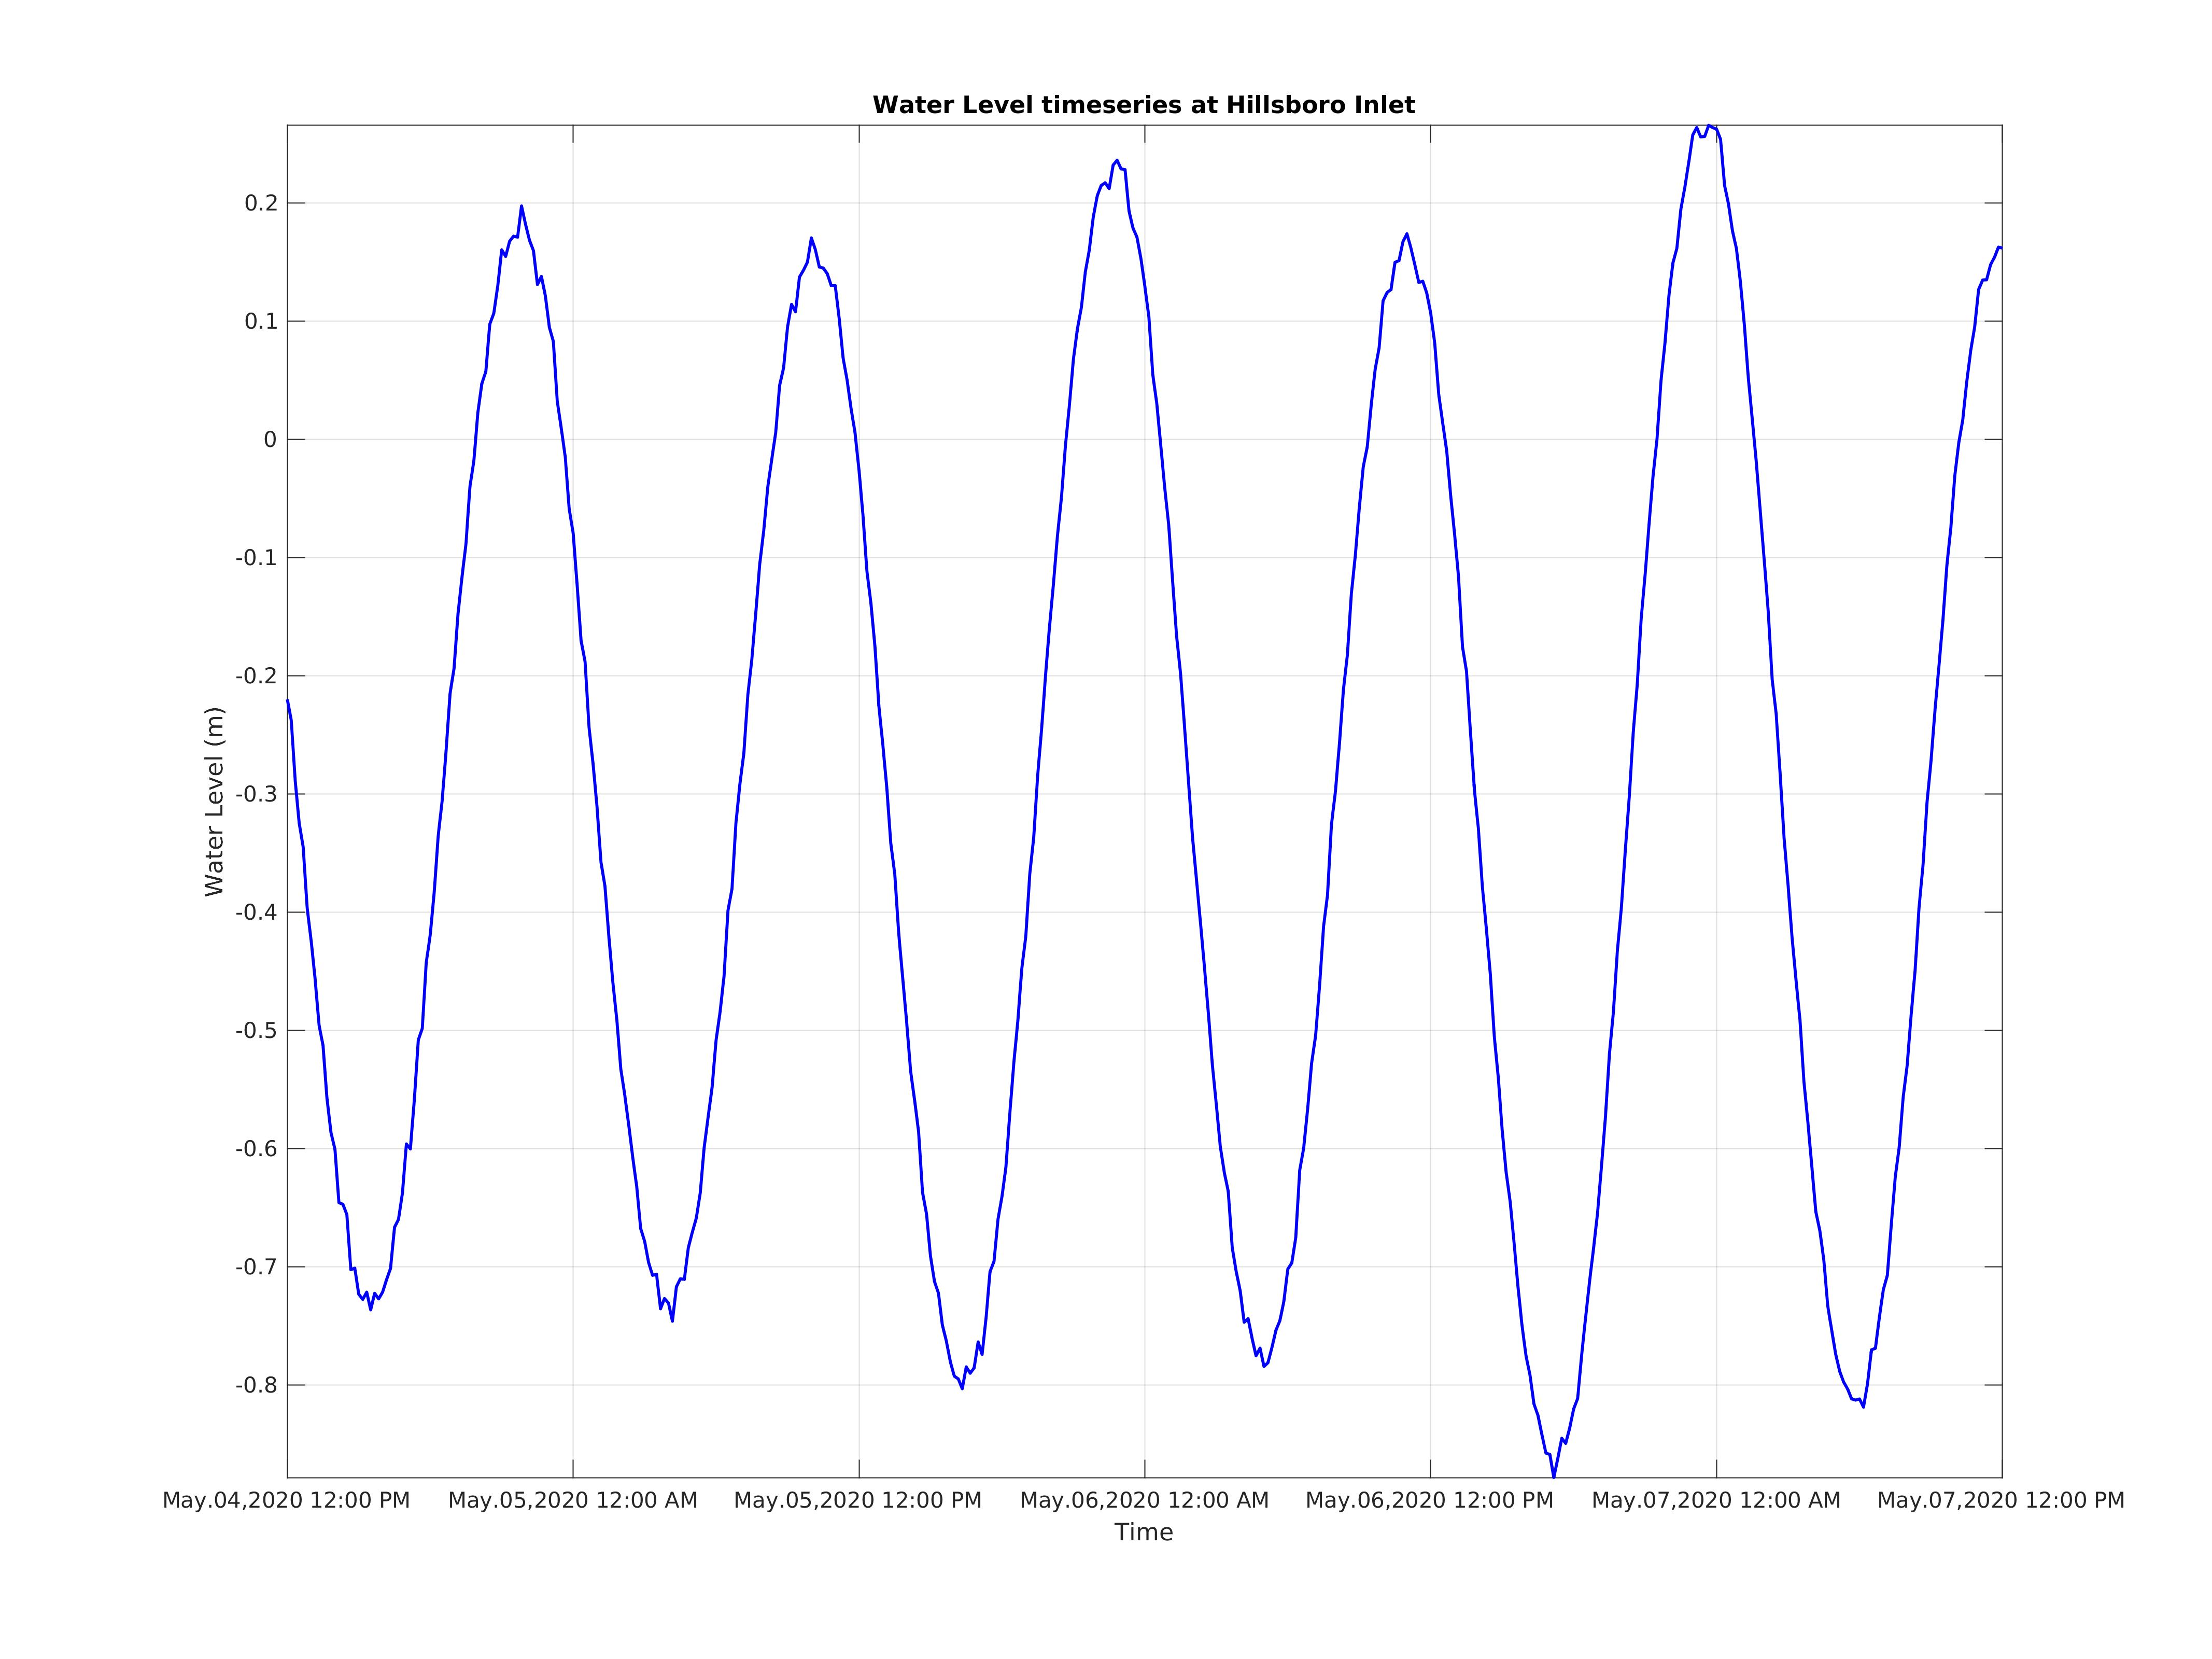 Water Level timeseries at Hillsboro Inlet
0.2
0.1
0
-0.1
-0.2
-0.3
-0.4
-0.5
-0.6
-0.7
-0.8
Water Level (m)
May.04,2020 12:00 PM May.05,2020 12:00 AM May.05,2020 12:00 PM May.06,2020 12:00 AM May.06,2020 12:00 PM May.07,2020 12:00 AM May.07,2020 12:00 PM
Time